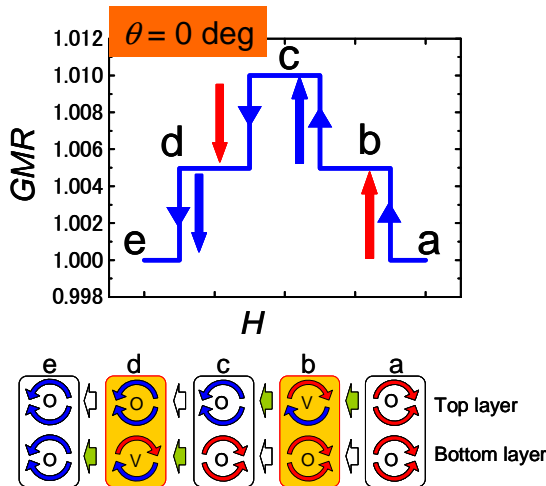 θ = 0 deg
1.012
1.010
1.008
1.006
1.004
1.002
1.000
0.998
GMR
H
c
d
b
e
a
e d c b a
O O O V O
Top layer
O V O O O
Bottom layer